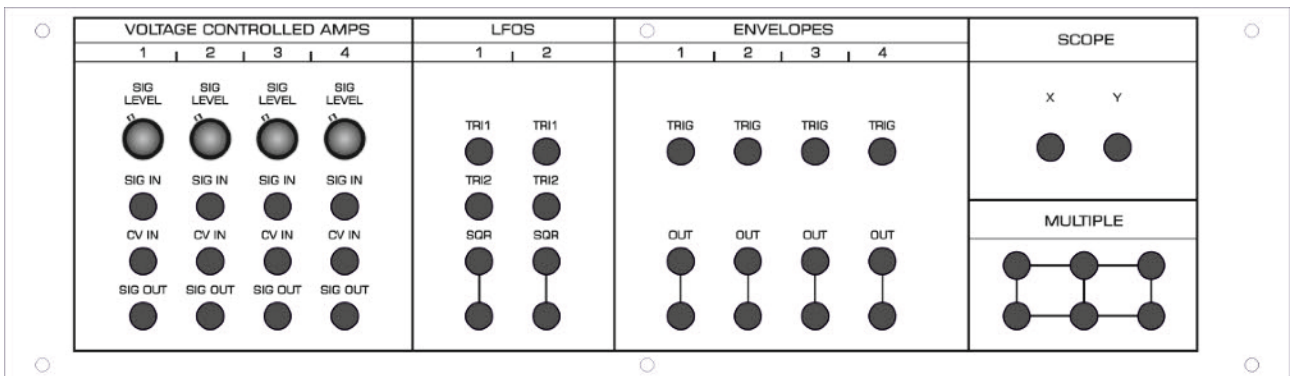 VOLTAGE CONTROLLED AMPS
1 2 3 4
SIG LEVEL SIG LEVEL SIG LEVEL SIG LEVEL
SIG IN SIG IN SIG IN SIG IN
CV IN CV IN CV IN CV IN
SIG OUT SIG OUT SIG OUT SIG OUT
LFOS
1 2
TRI1 TRI1
TRI2 TRI2
SQR SQR
ENVELOPES
1 2 3 4
TRIG TRIG TRIG TRIG
OUT OUT OUT OUT
SCOPE
X Y
MULTIPLE